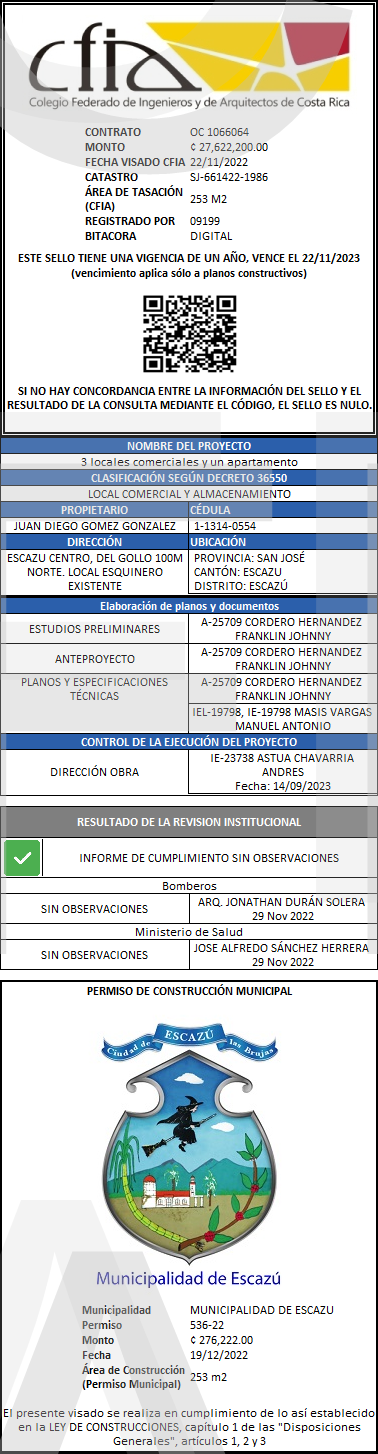 cfia
Colegio Federado de Ingenieros y de Arquitectos de Costa Rica
CONTRATO OC 1066064
MONTO ¢ 27,622,200.00
FECHA VISADO CFIA 22/11/2022
CATASTRO SJ-661422-1986
ÁREA DE TASACIÓN (CFIA) 253 M2
REGISTRADO POR 09199
BITACORA DIGITAL
ESTE SELLO TIENE UNA VIGENCIA DE UN AÑO, VENCE EL 22/11/2023
(vencimiento aplica sólo a planos constructivos)
SI NO HAY CONCORDANCIA ENTRE LA INFORMACIÓN DEL SELLO Y EL
RESULTADO DE LA CONSULTA MEDIANTE EL CÓDIGO, EL SELLO ES NULO.
NOMBRE DEL PROYECTO
3 locales comerciales y un apartamento
CLASIFICACIÓN SEGÚN DECRETO 36550
LOCAL COMERCIAL Y ALMACENAMIENTO
PROPIETARIO CÉDULA
JUAN DIEGO GOMEZ GONZALEZ 1-1314-0554
DIRECCIÓN UBICACIÓN
ESCAZU CENTRO, DEL GOLLO 100M
NORTE. LOCAL ESQUINERO
EXISTENTE
PROVINCIA: SAN JOSÉ
CANTÓN: ESCAZU
DISTRITO: ESCAZÚ
Elaboración de planos y documentos
ESTUDIOS PRELIMINARES
A-25709 CORDERO HERNANDEZ
FRANKLIN JOHNNY
ANTEPROYECTO
A-25709 CORDERO HERNANDEZ
FRANKLIN JOHNNY
PLANOS Y ESPECIFICACIONES
TÉCNICAS
A-25709 CORDERO HERNANDEZ
FRANKLIN JOHNNY
IEL-19798, IE-19798 MASIS VARGAS
MANUEL ANTONIO
CONTROL DE LA EJECUCIÓN DEL PROYECTO
DIRECCIÓN OBRA
IE-23738 ASTUA CHAVARRIA
ANDRES
Fecha: 14/09/2023
RESULTADO DE LA REVISION INSTITUCIONAL
INFORME DE CUMPLIMIENTO SIN OBSERVACIONES
Bomberos
SIN OBSERVACIONES
ARQ. JONATHAN DURÁN SOLERA
29 Nov 2022
Ministerio de Salud
SIN OBSERVACIONES
JOSE ALFREDO SÁNCHEZ HERRERA
29 Nov 2022
PERMISO DE CONSTRUCCIÓN MUNICIPAL
Ciudad de ESCAZÚ las Brujas
Municipalidad de Escazú
Municipalidad MUNICIPALIDAD DE ESCAZU
Permiso 536-22
Monto ¢ 276,222.00
Fecha 19/12/2022
Área de Construcción (Permiso Municipal) 253 m2
El presente visado se realiza en cumplimiento de lo así establecido
en la LEY DE CONSTRUCCIONES, capítulo 1 de las "Disposiciones
Generales", artículos 1, 2 y 3